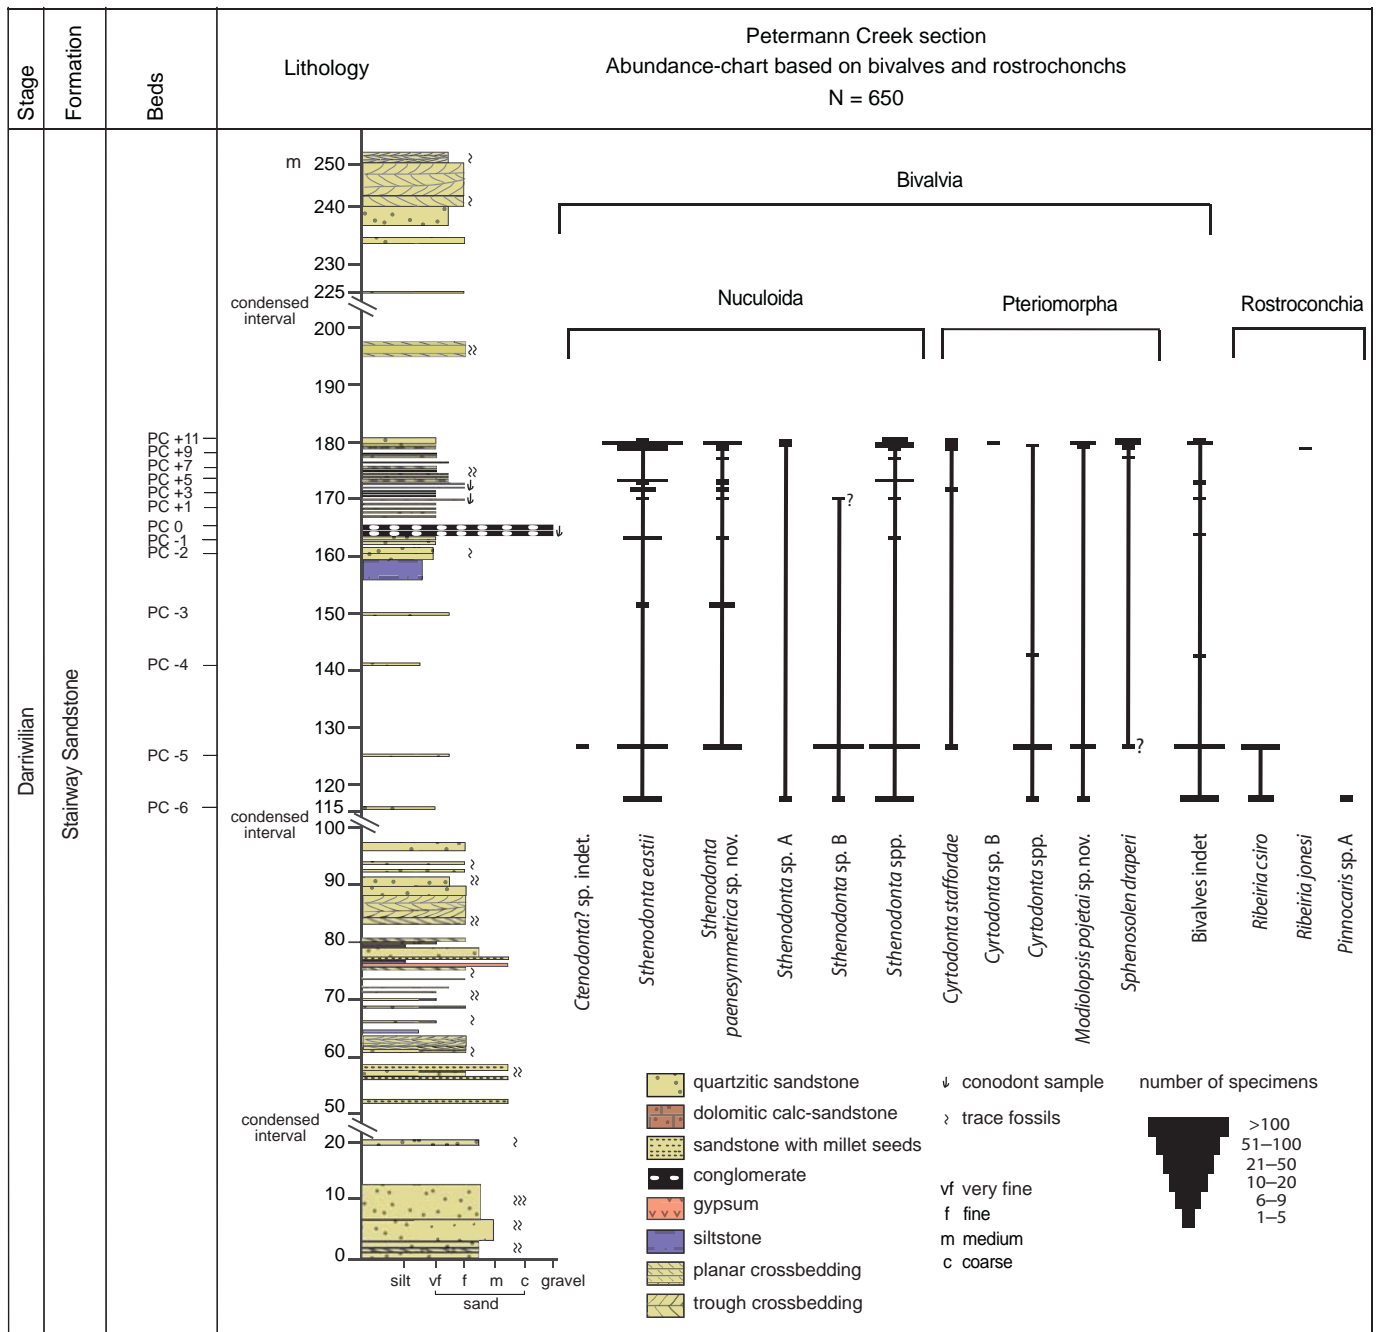 Stage
Formation
Beds
Lithology
Petermann Creek section
Abundance-chart based on bivalves and rostrochonchs
N = 650
Darriwilian
Stairway Sandstone
PC +11
PC +9
PC +7
PC +5
PC +3
PC +1
PC 0
PC -1
PC -2
PC -3
PC -4
PC -5
PC -6
m 250
240
230
225
condensed
interval
200
190
180
170
160
150
140
130
120
115
condensed
interval
100
90
80
70
60
50
condensed
interval
20
10
0
silt vf f m c gravel
sand
Bivalvia
Nuculoida
Pteriomorpha
Rostroconchia
?
?
Ctenodonta? sp. indet.
Sthenodonta eastii
Sthenodonta
paenesymmetrica sp. nov.
Sthenodonta sp. A
Sthenodonta sp. B
Sthenodonta spp.
Cyrtodonta staffordae
Cyrtodonta sp. B
Cyrtodonta spp.
Modiolopsis pojetai sp. nov.
Sphenosolen draperi
Bivalves indet
Ribeiria csiro
Ribeiria jonesi
Pinnocaris sp. A
quartzitic sandstone
dolomitic calc-sandstone
sandstone with millet seeds
conglomerate
gypsum
siltstone
planar crossbedding
trough crossbedding
conodont sample
trace fossils
vf very fine
f fine
m medium
c coarse
number of specimens
>100
51–100
21–50
10–20
6–9
1–5